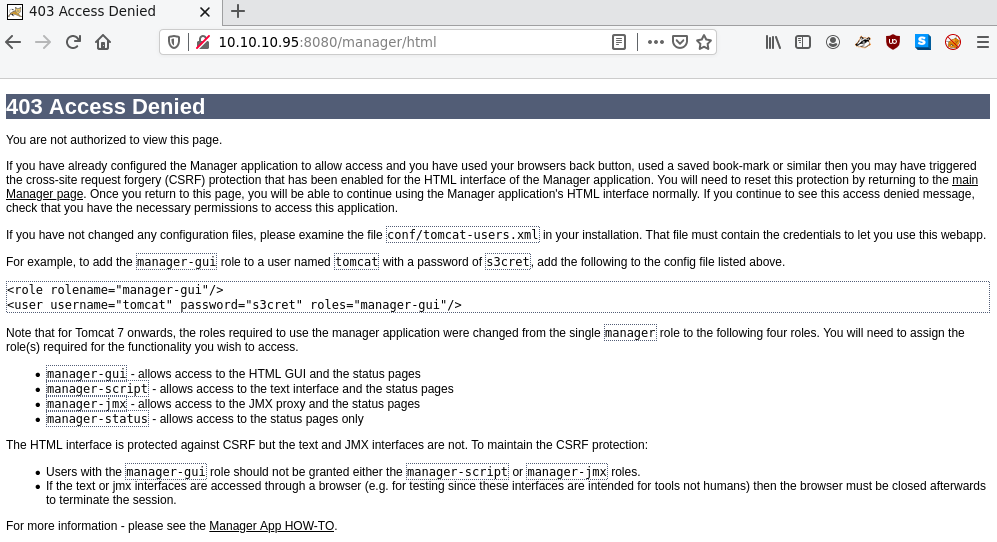 403 Access Denied
10.10.10.95:8080/manager/html
403 Access Denied
You are not authorized to view this page.
If you have already configured the Manager application to allow access and you have used your browsers back button, used a saved book-mark or similar then you may have triggered
the cross-site request forgery (CSRF) protection that has been enabled for the HTML interface of the Manager application. You will need to reset this protection by returning to the main
Manager page. Once you return to this page, you will be able to continue using the Manager application's HTML interface normally. If you continue to see this access denied message,
check that you have the necessary permissions to access this application.
If you have not changed any configuration files, please examine the file conf/tomcat-users.xml in your installation. That file must contain the credentials to let you use this webapp.
For example, to add the manager-gui role to a user named tomcat with a password of s3cret, add the following to the config file listed above.
<role rolename="manager-gui"/>
<user username="tomcat" password="s3cret" roles="manager-gui"/>
Note that for Tomcat 7 onwards, the roles required to use the manager application were changed from the single manager role to the following four roles. You will need to assign the
role(s) required for the functionality you wish to access.
• manager-gui - allows access to the HTML GUI and the status pages
• manager-script - allows access to the text interface and the status pages
• manager-jmx - allows access to the JMX proxy and the status pages
• manager-status - allows access to the status pages only
The HTML interface is protected against CSRF but the text and JMX interfaces are not. To maintain the CSRF protection:
• Users with the manager-gui role should not be granted either the manager-script or manager-jmx roles.
• If the text or jmx interfaces are accessed through a browser (e.g. for testing since these interfaces are intended for tools not humans) then the browser must be closed afterwards
to terminate the session.
For more information - please see the Manager App HOW-TO.